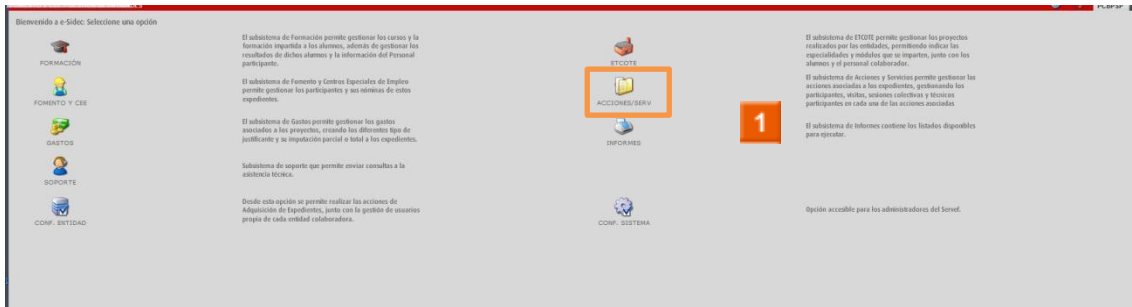 Bienvenido a e-Sidec: Seleccione una opción
FORMACIÓN
El subsistema de Formación permite gestionar los cursos y la
formación impartida a los alumnos, además de gestionar los
resultados de dichos alumnos y la información del Personal
participante.
ETCOTE
El subsistema de ETCOTE permite gestionar los proyectos
realizados por las entidades, permitiendo indicar las
especialidades y módulos que se imparten, junto con los
alumnos y el personal colaborador.
FOMENTO Y CEE
El subsistema de Fomento y Centros Especiales de Empleo
permite gestionar los participantes y sus nóminas de estos
expedientes.
ACCIONES/SERV
El subsistema de Acciones y Servicios permite gestionar las
acciones asociadas a los expedientes, gestionando los
participantes, visitas, sesiones colectivas y técnicos
participantes en cada una de las acciones asociadas
1
GASTOS
El subsistema de Gastos permite gestionar los gastos
asociados a los proyectos, creando los diferentes tipo de
justificante y su imputación parcial o total a los expedientes.
INFORMES
El subsistema de Informes contiene los listados disponibles
para ejecutar.
SOPORTE
Subsistema de soporte que permite enviar consultas a la
asistencia técnica.
CONF. ENTIDAD
Desde esta opción se permite realizar las acciones de
Adquisición de Expedientes, junto con la gestión de usuarios
propia de cada entidad colaboradora.
CONF. SISTEMA
Opción accesible para los administradores del Servef.